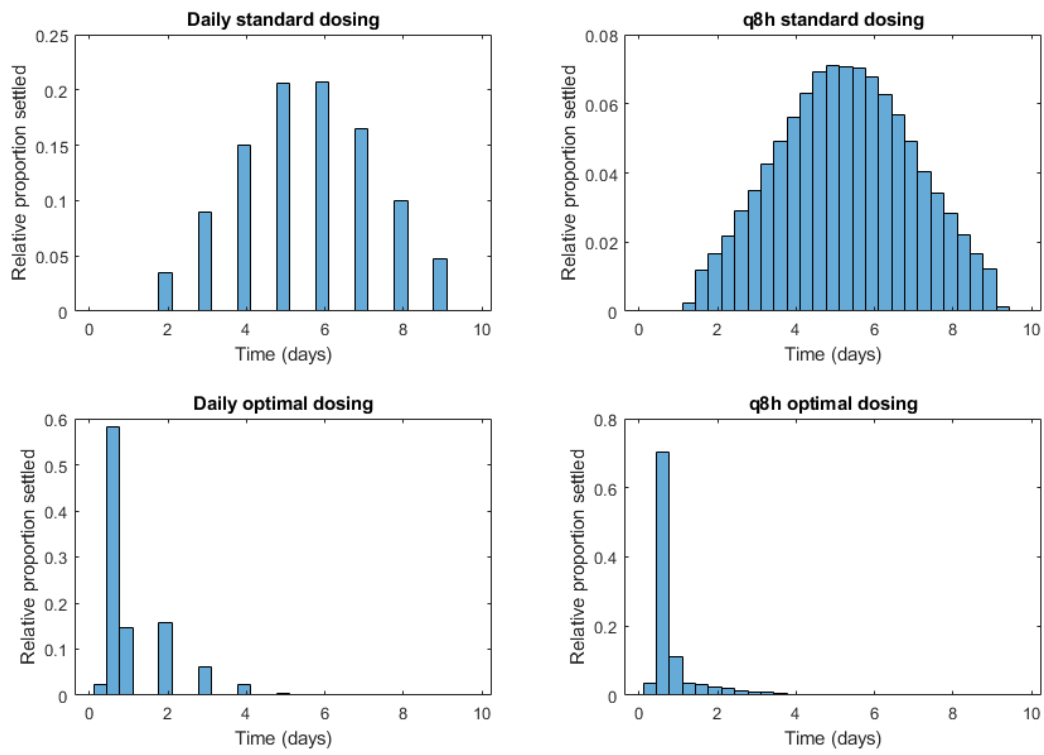 Daily standard dosing
Relative proportion settled
0.25
0.2
0.15
0.1
0.05
0
0 2 4 6 8 10
Time (days)
q8h standard dosing
Relative proportion settled
0.08
0.06
0.04
0.02
0
0 2 4 6 8 10
Time (days)
Daily optimal dosing
Relative proportion settled
0.6
0.5
0.4
0.3
0.2
0.1
0
0 2 4 6 8 10
Time (days)
q8h optimal dosing
Relative proportion settled
0.8
0.6
0.4
0.2
0
0 2 4 6 8 10
Time (days)